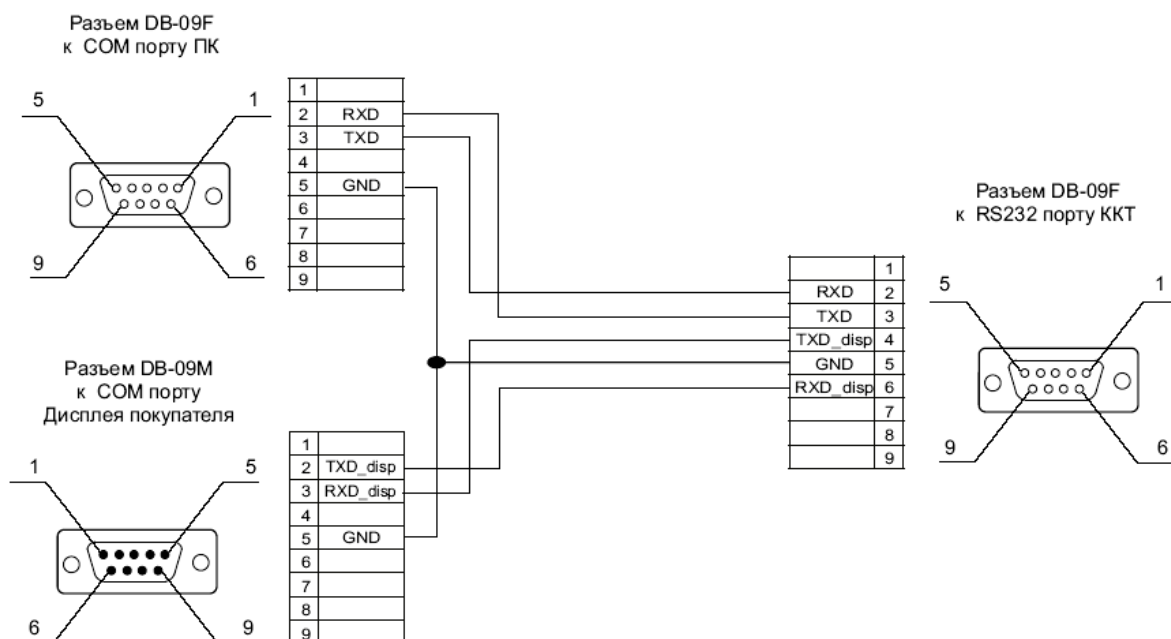 Разъем DB-09F
к COM порту ПК
5
1
9
6
1
2 RXD
3 TXD
4
5 GND
6
7
8
9
Разъем DB-09F
к RS232 порту ККТ
1
RXD 2
TXD 3
TXD_disp 4
GND 5
RXD_disp 6
7
8
9
5
1
9
6
Разъем DB-09M
к COM порту
Дисплея покупателя
1
5
6
9
1
2 TXD_disp
3 RXD_disp
4
5 GND
6
7
8
9